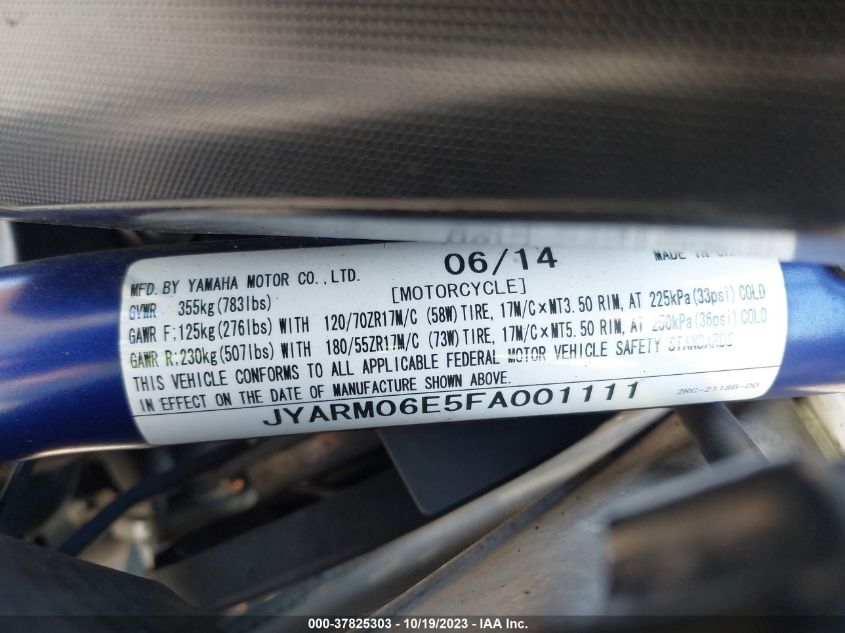 06/14
MADE IN
MFD. BY YAMAHA MOTOR CO., LTD.
[MOTORCYCLE]
GVWR 355kg(783lbs)
GAWR F;125kg(276lbs) WITH 120/70ZR17M/C (58W)TIRE, 17M/C×MT3.50 RIM, AT 225kPa(33psi)COLD
GAWR R;230kg(507lbs) WITH 180/55ZR17M/C (73W)TIRE, 17M/C×MT5.50 RIM, AT 250kPa(36psi)COLD
THIS VEHICLE CONFORMS TO ALL APPLICABLE FEDERAL MOTOR VEHICLE SAFETY STANDARDS
IN EFFECT ON THE DATE OF MANUFACTURE SHOWN ABOVE.
JYARM06E5FA001111
2RC-2118B-00
000-37825303 - 10/19/2023 - IAA Inc.